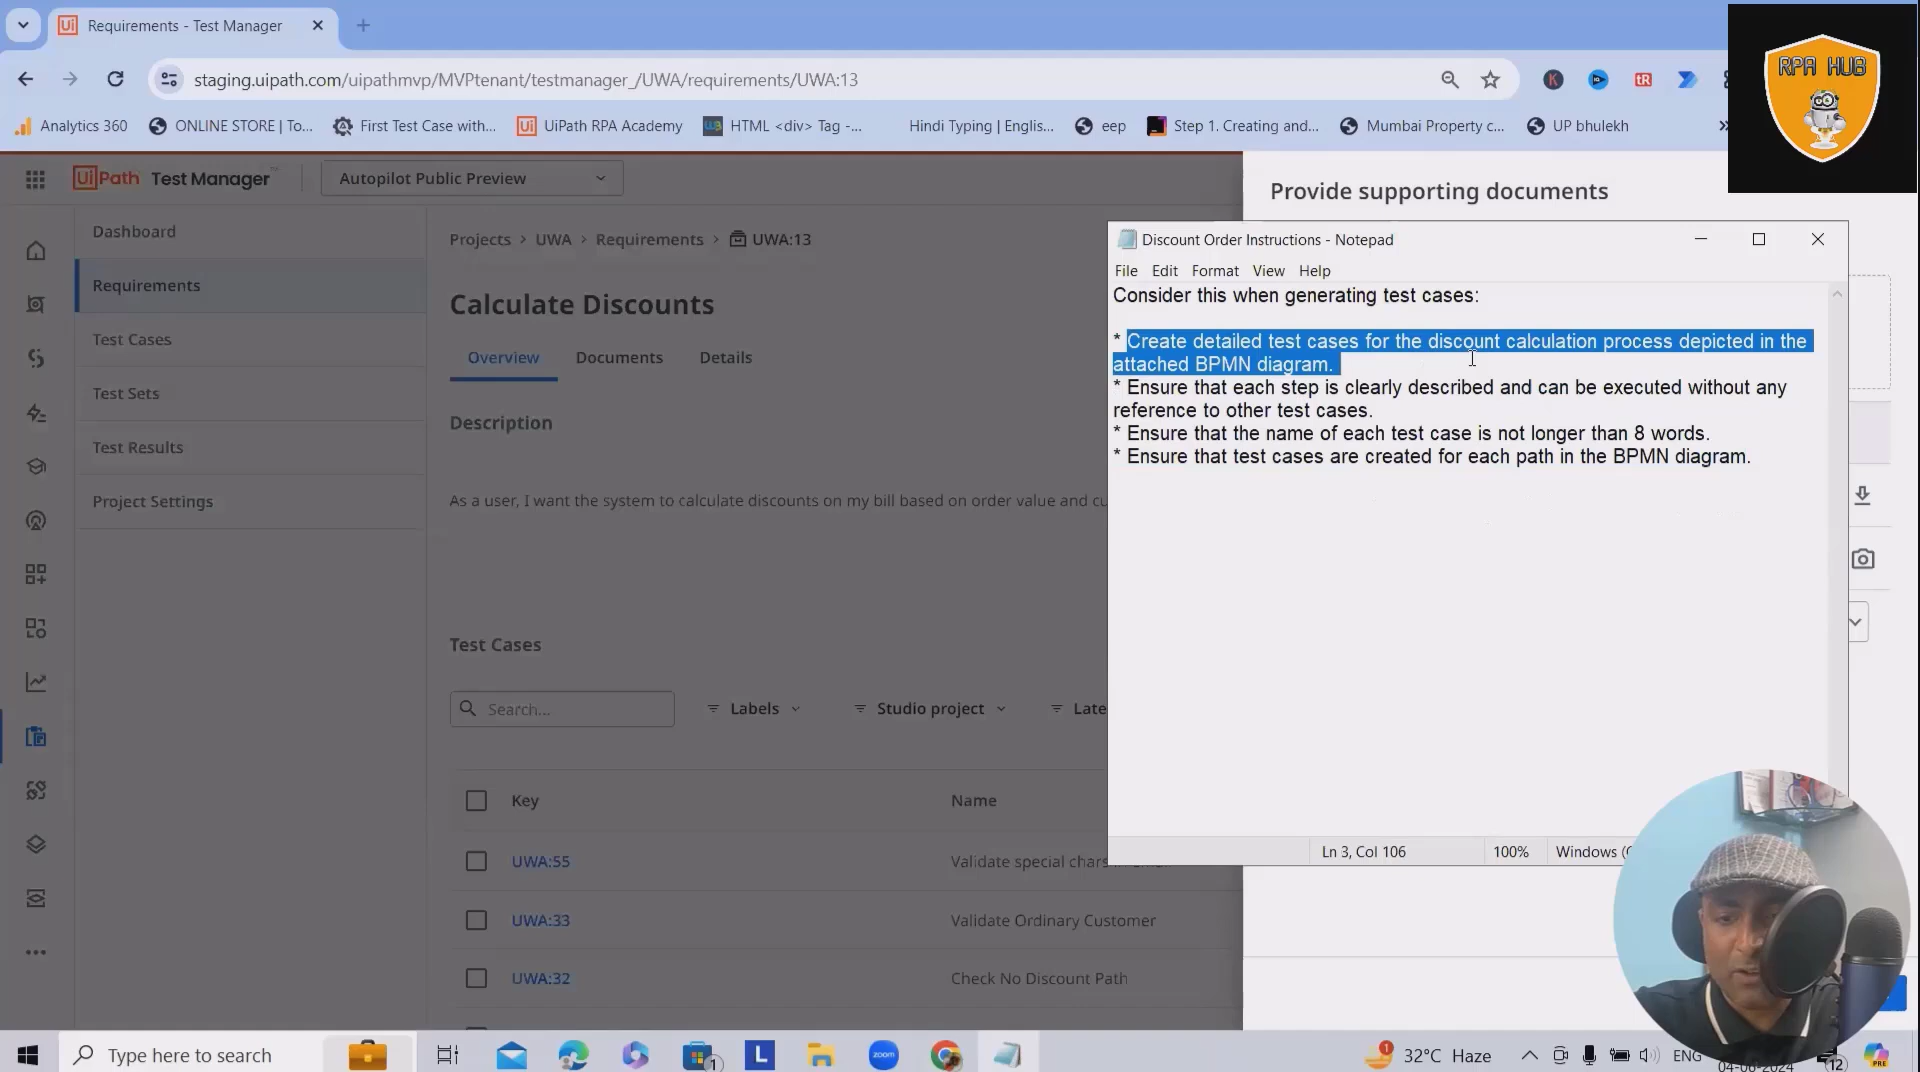 Requirements - Test Manager
RPA HUB
staging.uipath.com/uipathmvp/MVPtenant/testmanager_/UWA/requirements/UWA:13
Analytics 360
ONLINE STORE | To...
First Test Case with...
UiPath RPA Academy
HTML <div> Tag -...
Hindi Typing | Englis...
eep
Step 1. Creating and...
Mumbai Property c...
UP bhulekh
UiPath Test Manager
Autopilot Public Preview
Provide supporting documents
Dashboard
Requirements
Test Cases
Test Sets
Test Results
Project Settings
Projects > UWA > Requirements > UWA:13
Calculate Discounts
Overview Documents Details
Description
As a user, I want the system to calculate discounts on my bill based on order value and cu
Test Cases
Search...
Labels
Studio project
Late
Key Name
UWA:55 Validate special chars
UWA:33 Validate Ordinary Customer
UWA:32 Check No Discount Path
Discount Order Instructions - Notepad
File Edit Format View Help
Consider this when generating test cases:
* Create detailed test cases for the discount calculation process depicted in the
attached BPMN diagram.
* Ensure that each step is clearly described and can be executed without any
reference to other test cases.
* Ensure that the name of each test case is not longer than 8 words.
* Ensure that test cases are created for each path in the BPMN diagram.
Ln 3, Col 106 100% Windows (
Type here to search
zoom
32°C Haze
ENG
04-06-2024
12